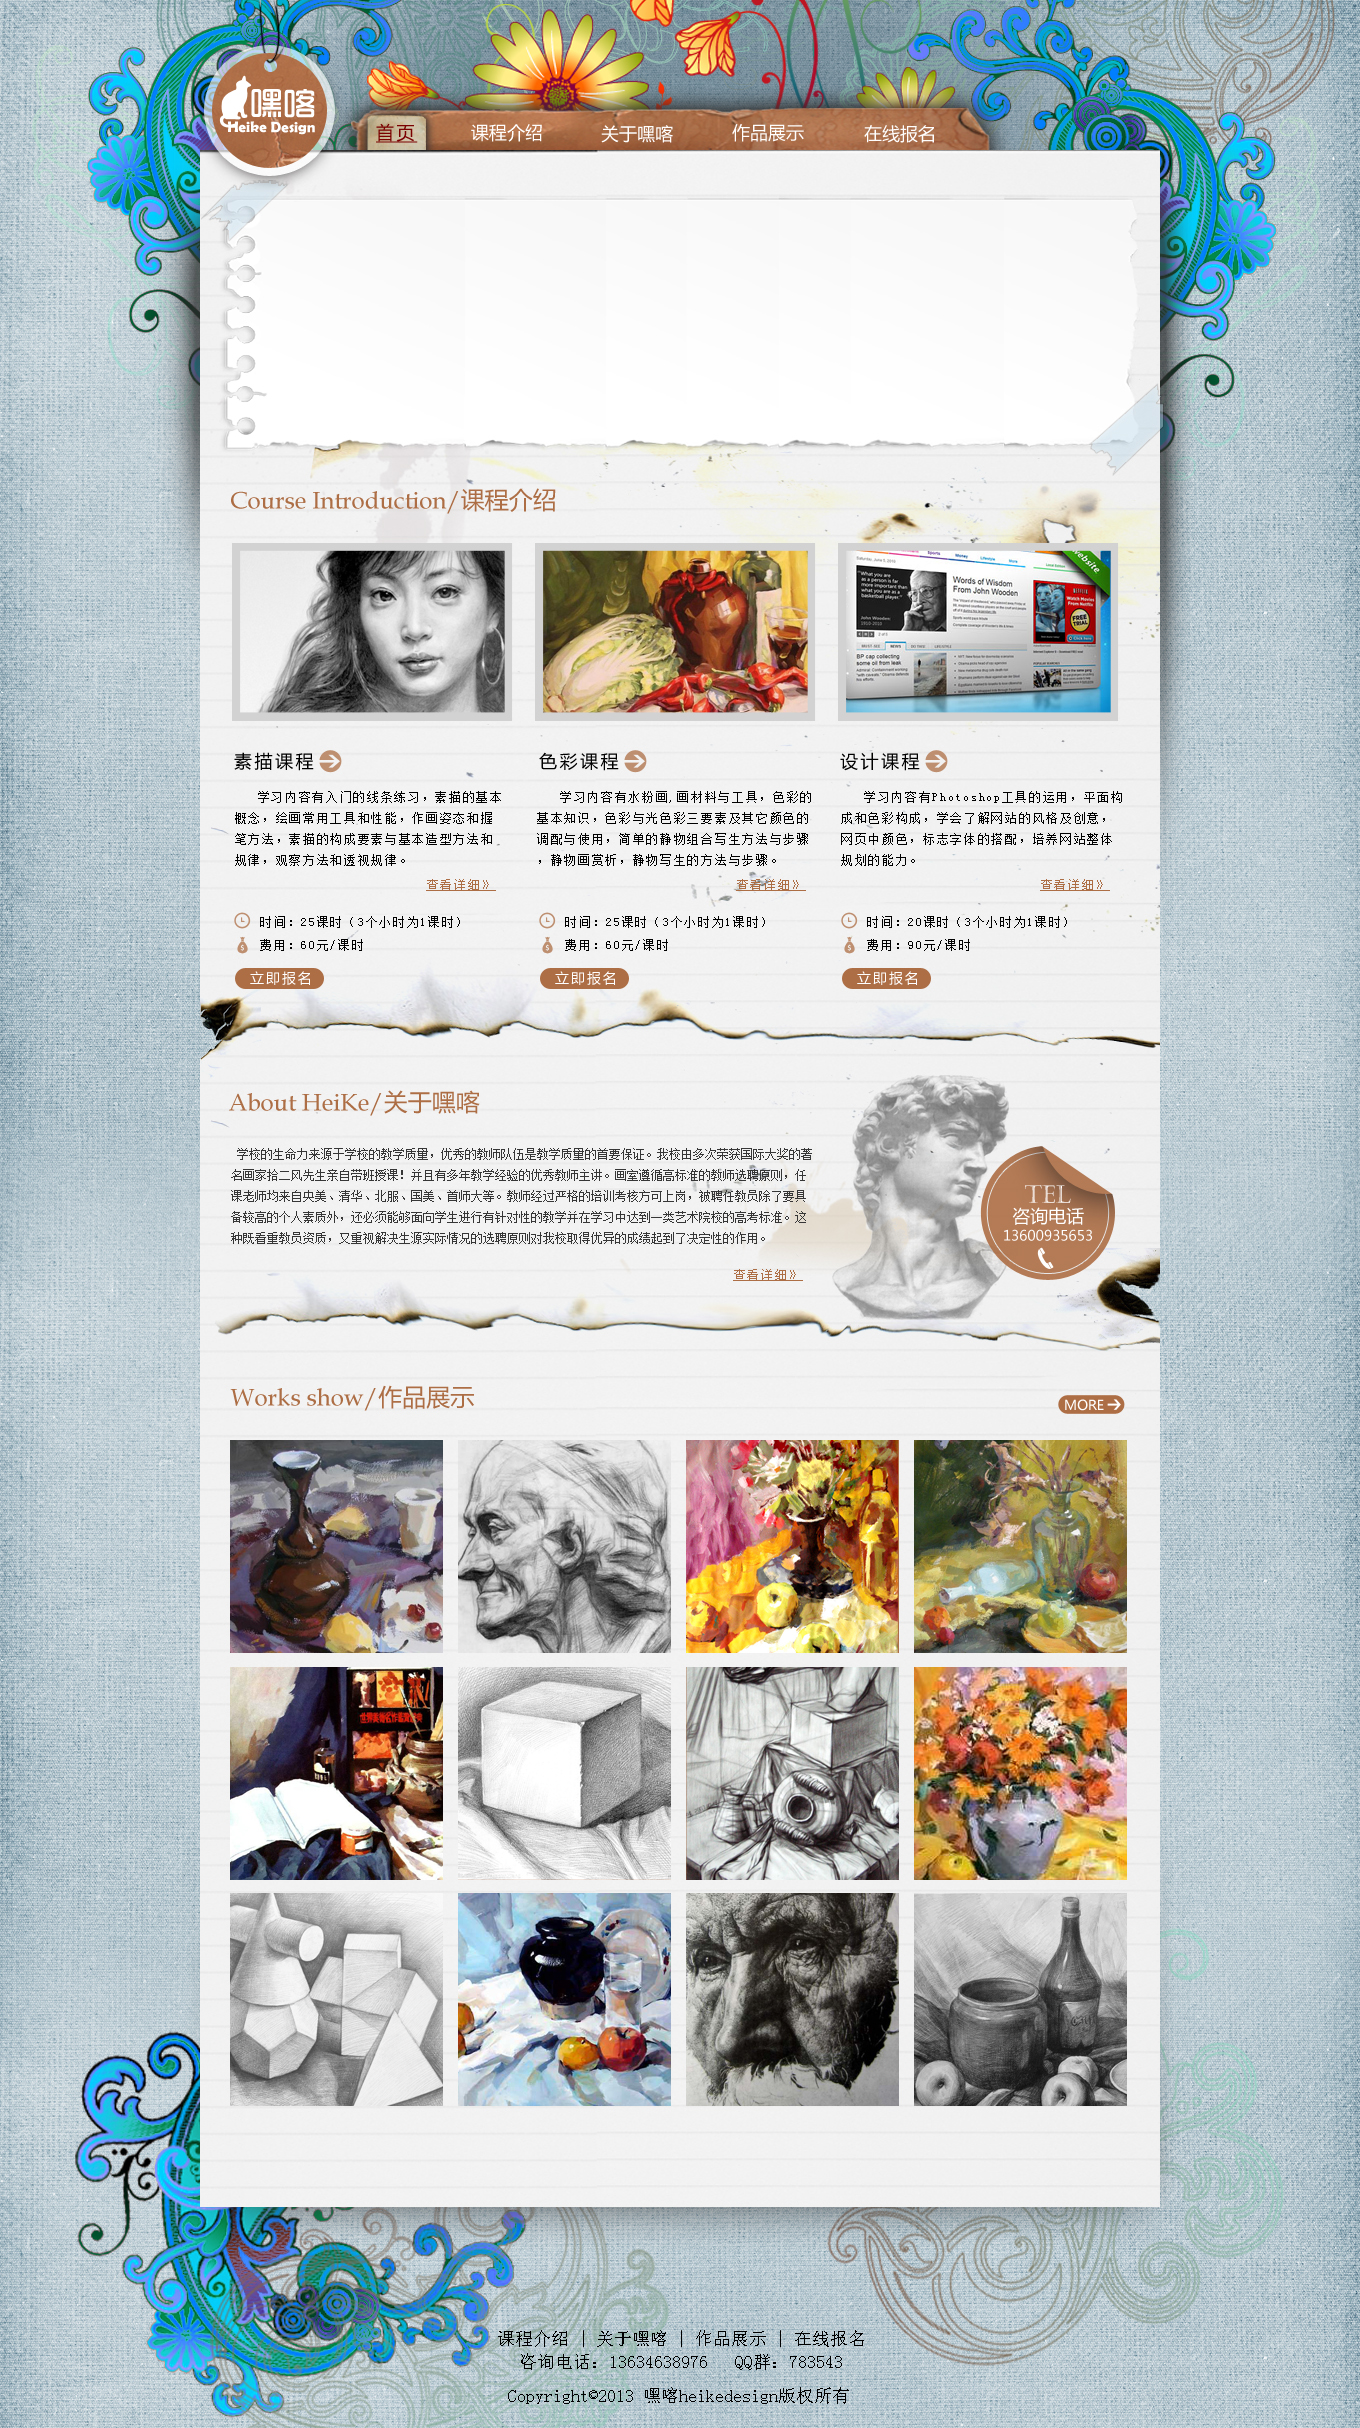 嘿喀
Heike Design
首页 课程介绍 关于嘿喀 作品展示 在线报名
Course Introduction/课程介绍
What you are
as a person is far
more important than
what you are as a
basketball player.
Words of Wisdom
From John Wooden
BP cap collecting
some oil from leak
FREE
TRIAL
website
素描课程
学习内容有入门的线条练习，素描的基本
概念，绘画常用工具和性能，作画姿态和握
笔方法，素描的构成要素与基本造型方法和
规律，观察方法和透视规律。
查看详细》
时间：25课时（3个小时为1课时）
费用：60元/课时
立即报名
色彩课程
学习内容有水粉画,画材料与工具，色彩的
基本知识，色彩与光色彩三要素及其它颜色的
调配与使用，简单的静物组合写生方法与步骤
，静物画赏析，静物写生的方法与步骤。
查看详细》
时间：25课时（3个小时为1课时）
费用：60元/课时
立即报名
设计课程
学习内容有Photoshop工具的运用，平面构
成和色彩构成，学会了解网站的风格及创意，
网页中颜色，标志字体的搭配，培养网站整体
规划的能力。
查看详细》
时间：20课时（3个小时为1课时）
费用：90元/课时
立即报名
About HeiKe/关于嘿喀
学校的生命力来源于学校的教学质量，优秀的教师队伍是教学质量的首要保证。我校由多次荣获国际大奖的著
名画家拾二风先生亲自带班授课！并且有多年教学经验的优秀教师主讲。画室遵循高标准的教师选聘原则，任
课老师均来自央美、清华、北服、国美、首师大等。教师经过严格的培训考核方可上岗，被聘任教员除了要具
备较高的个人素质外，还必须能够面向学生进行有针对性的教学并在学习中达到一类艺术院校的高考标准。这
种既看重教员资质，又重视解决生源实际情况的选聘原则对我校取得优异的成绩起到了决定性的作用。
查看详细》
TEL
咨询电话
13600935653
Works show/作品展示
MORE
课程介绍 | 关于嘿喀 | 作品展示 | 在线报名
咨询电话：13634638976 QQ群：783543
Copyright©2013 嘿喀heikedesign版权所有